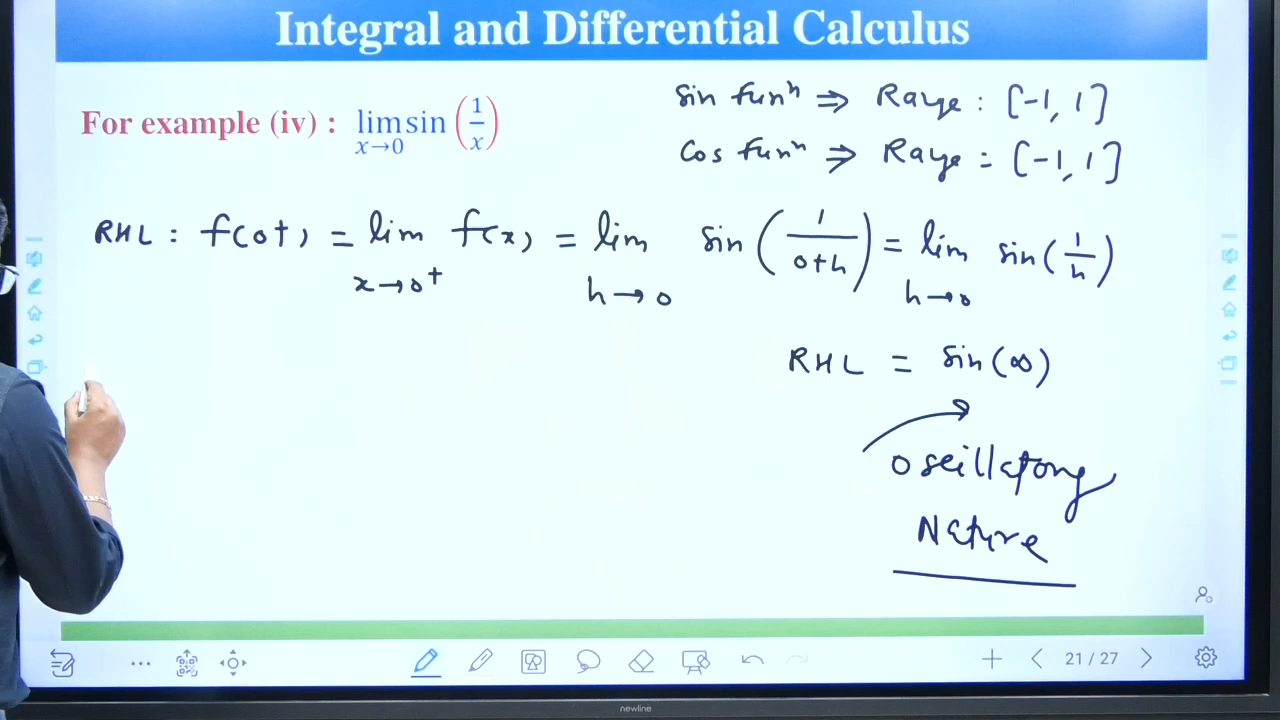 Integral and Differential Calculus
For example (iv) : lim x→0 sin (1/x)
Sin funⁿ ⇒ Range : [-1, 1]
Cos funⁿ ⇒ Range : [-1, 1]
RHL : f(0+) = lim x→0⁺ f(x) = lim h→0 sin (1/(0+h)) = lim h→0 sin (1/h)
RHL = sin(∞)
Oscillatory
Nature
21 / 27
newline